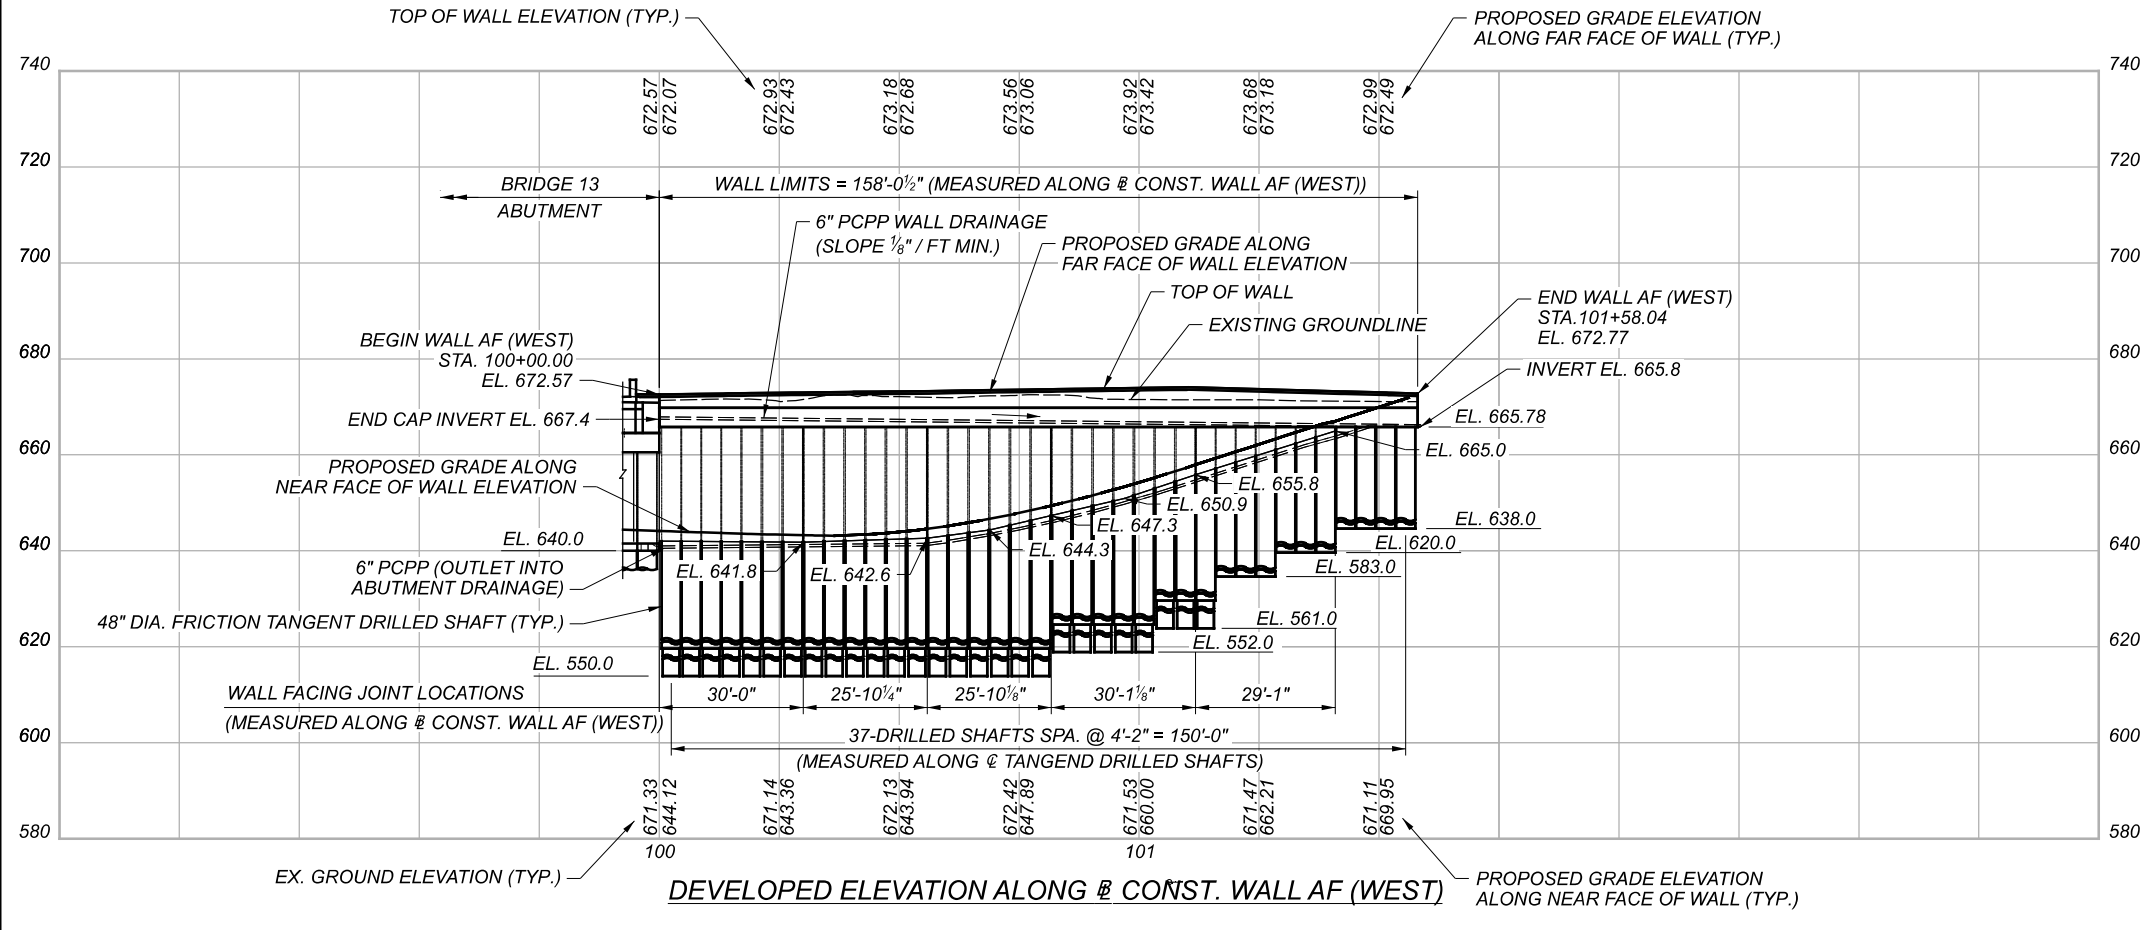 TOP OF WALL ELEVATION (TYP.)
PROPOSED GRADE ELEVATION
ALONG FAR FACE OF WALL (TYP.)
740
740
672.57
672.07
672.93
672.43
673.18
672.68
673.56
673.06
673.92
673.42
673.68
673.18
672.99
672.49
720
720
BRIDGE 13
ABUTMENT
WALL LIMITS = 158'-0½" (MEASURED ALONG ℄ CONST. WALL AF (WEST))
6" PCPP WALL DRAINAGE
(SLOPE ⅛" / FT MIN.)
PROPOSED GRADE ALONG
FAR FACE OF WALL ELEVATION
700
700
TOP OF WALL
EXISTING GROUNDLINE
END WALL AF (WEST)
STA.101+58.04
EL. 672.77
BEGIN WALL AF (WEST)
STA. 100+00.00
EL. 672.57
680
680
INVERT EL. 665.8
END CAP INVERT EL. 667.4
EL. 665.78
EL. 665.0
660
660
PROPOSED GRADE ALONG
NEAR FACE OF WALL ELEVATION
EL. 655.8
EL. 650.9
EL. 647.3
EL. 644.3
EL. 642.6
EL. 641.8
EL. 640.0
EL. 638.0
EL. 620.0
EL. 583.0
640
640
6" PCPP (OUTLET INTO
ABUTMENT DRAINAGE)
48" DIA. FRICTION TANGENT DRILLED SHAFT (TYP.)
EL. 561.0
EL. 552.0
620
620
EL. 550.0
WALL FACING JOINT LOCATIONS
(MEASURED ALONG ℄ CONST. WALL AF (WEST))
30'-0"
25'-10¼"
25'-10⅛"
30'-1⅛"
29'-1"
37-DRILLED SHAFTS SPA. @ 4'-2" = 150'-0"
(MEASURED ALONG ℄ TANGEND DRILLED SHAFTS)
600
600
671.33
644.12
671.14
643.36
672.13
643.94
672.42
647.89
671.53
660.00
671.47
662.21
671.11
669.95
580
580
100
101
EX. GROUND ELEVATION (TYP.)
PROPOSED GRADE ELEVATION
ALONG NEAR FACE OF WALL (TYP.)
DEVELOPED ELEVATION ALONG ℄ CONST. WALL AF (WEST)